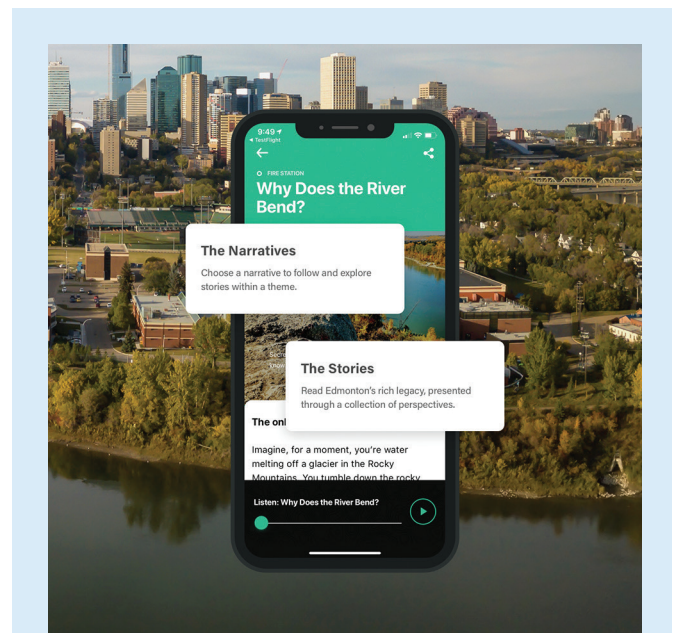 9:49
TestFlight
FIRE STATION
Why Does the River
Bend?
The Narratives
Choose a narrative to follow and explore
stories within a theme.
The Stories
Read Edmonton's rich legacy, presented
through a collection of perspectives.
Imagine, for a moment, you're water
melting off a glacier in the Rocky
Mountains. You tumble down the rocky
Listen: Why Does the River Bend?